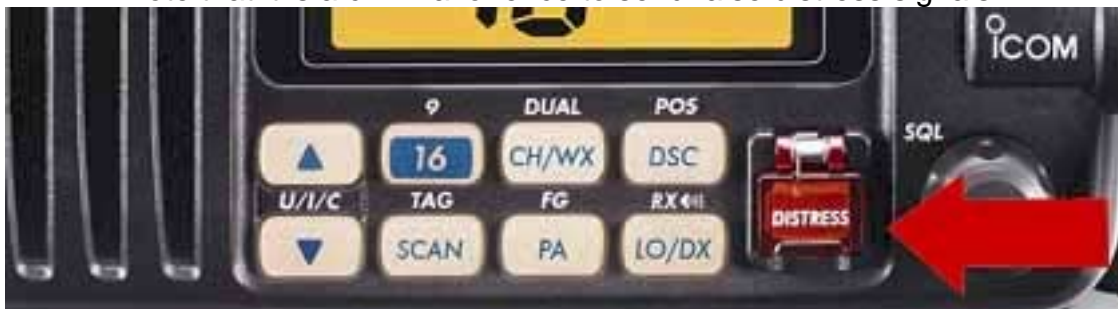 ICOM
9 DUAL POS
SQL
16 CH/WX DSC
U/I/C TAG FG RX
DISTRESS
SCAN PA LO/DX